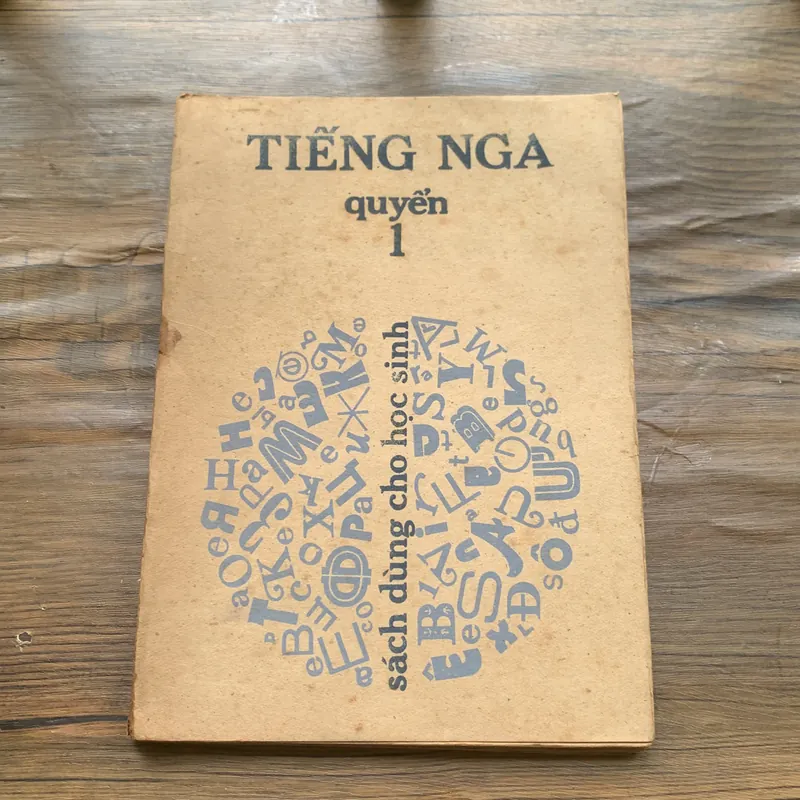 TIẾNG NGA
quyển
1
sách dùng cho học sinh